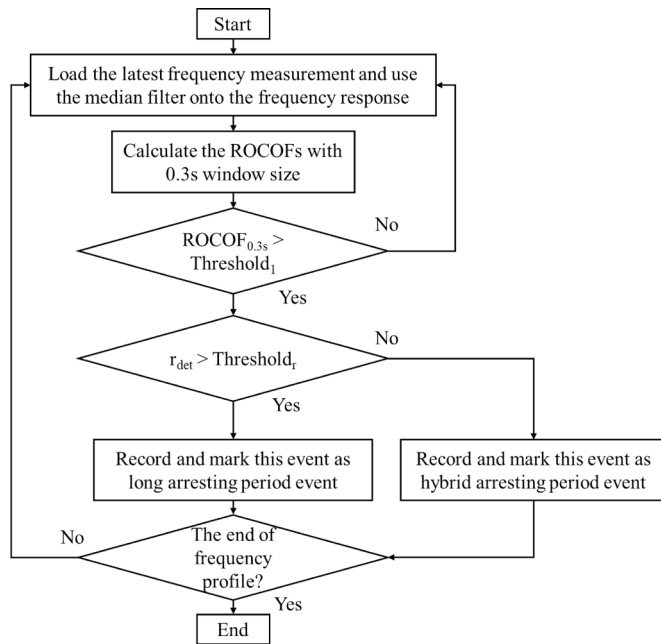 Start
Load the latest frequency measurement and use
the median filter onto the frequency response
Calculate the ROCOFs with
0.3s window size
No
ROCOF0.3s >
Threshold1
Yes
No
rdet > Thresholdr
Yes
Record and mark this event as
long arresting period event
Record and mark this event as
hybrid arresting period event
No
The end of
frequency
profile?
Yes
End